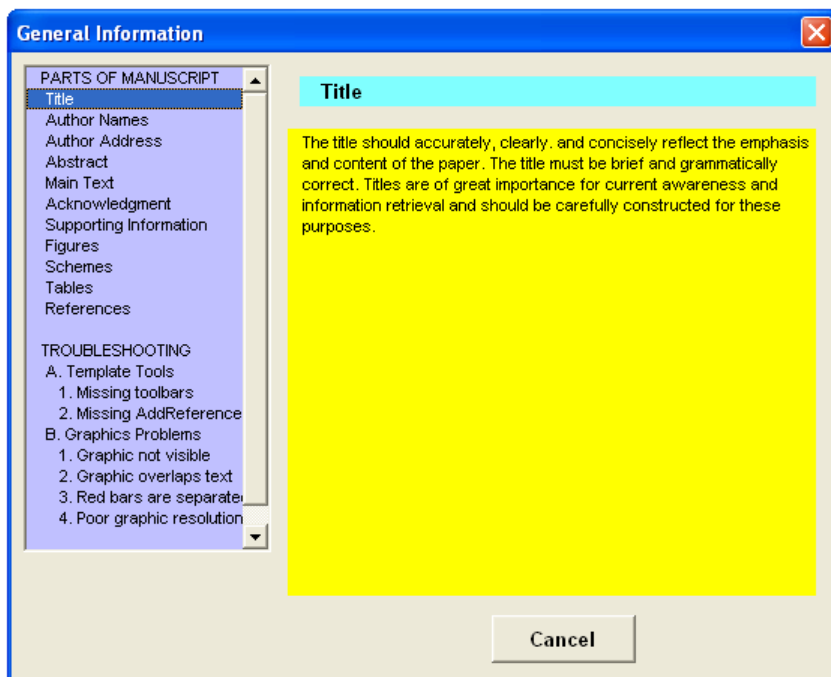 General Information
PARTS OF MANUSCRIPT
Title
Author Names
Author Address
Abstract
Main Text
Acknowledgment
Supporting Information
Figures
Schemes
Tables
References
TROUBLESHOOTING
A. Template Tools
1. Missing toolbars
2. Missing AddReference
B. Graphics Problems
1. Graphic not visible
2. Graphic overlaps text
3. Red bars are separate
4. Poor graphic resolution
Title
The title should accurately, clearly. and concisely reflect the emphasis
and content of the paper. The title must be brief and grammatically
correct. Titles are of great importance for current awareness and
information retrieval and should be carefully constructed for these
purposes.
Cancel